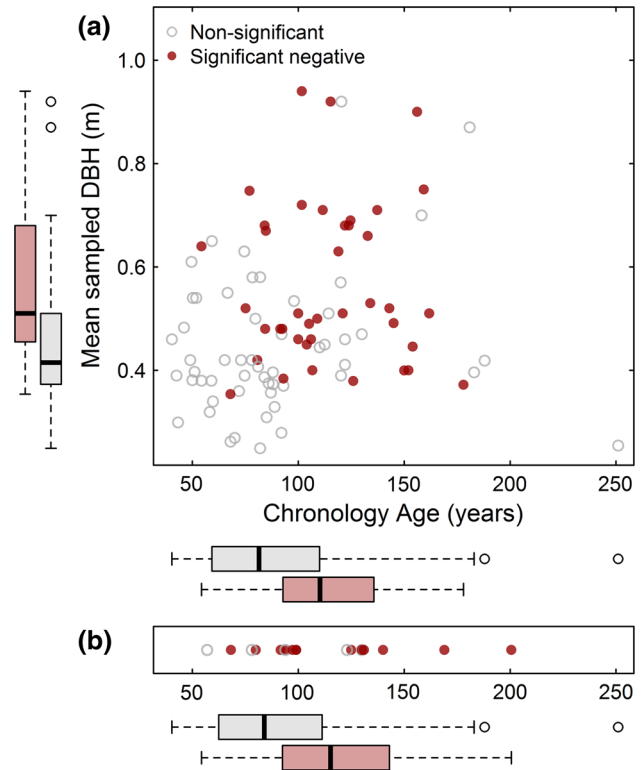 (a)
Non-significant
Significant negative
1.0
0.8
0.6
0.4
Mean sampled DBH (m)
50 100 150 200 250
Chronology Age (years)
(b)
50 100 150 200 250